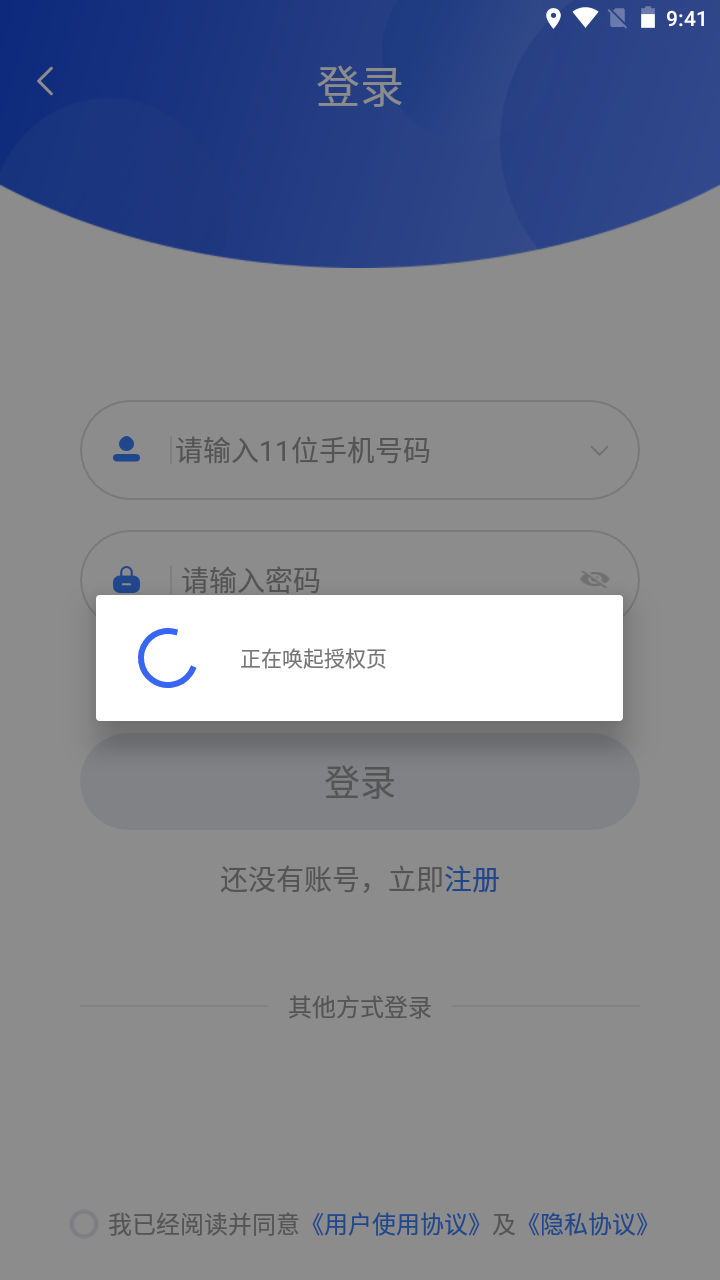 9:41
登录
请输入11位手机号码
请输入密码
正在唤起授权页
登录
还没有账号，立即注册
其他方式登录
我已经阅读并同意《用户使用协议》及《隐私协议》